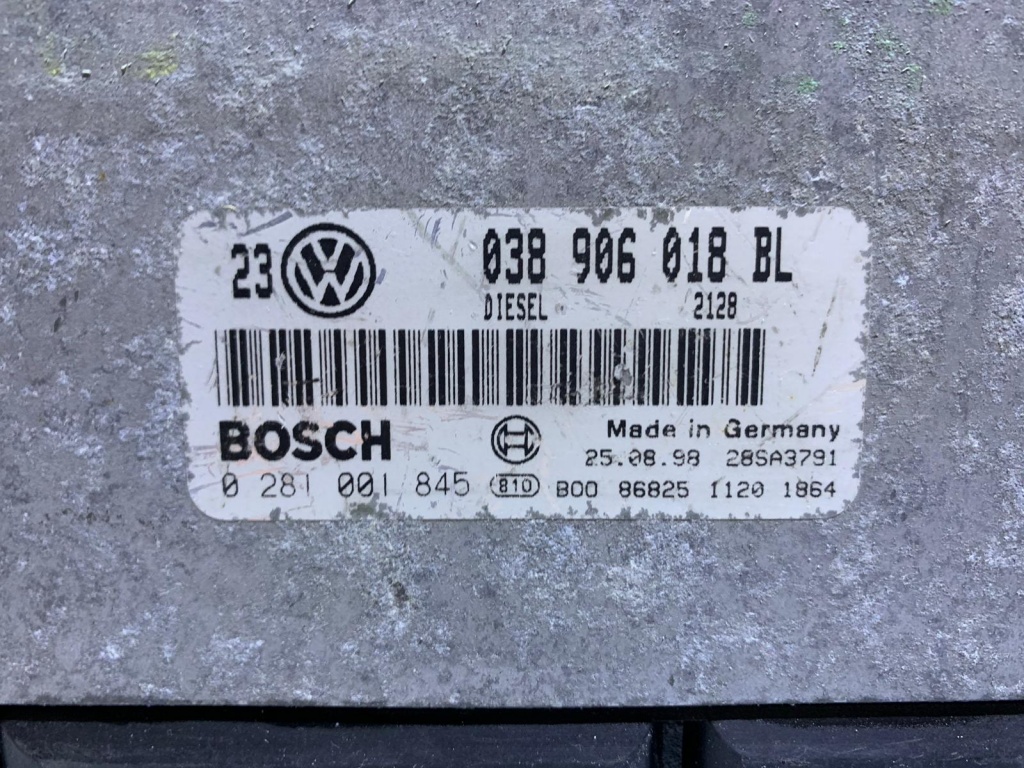 23 VW 038 906 018 BL
DIESEL 2128
BOSCH Made in Germany
25.08.98 28SA3791
0 281 001 845 810 B00 86825 1120 1864